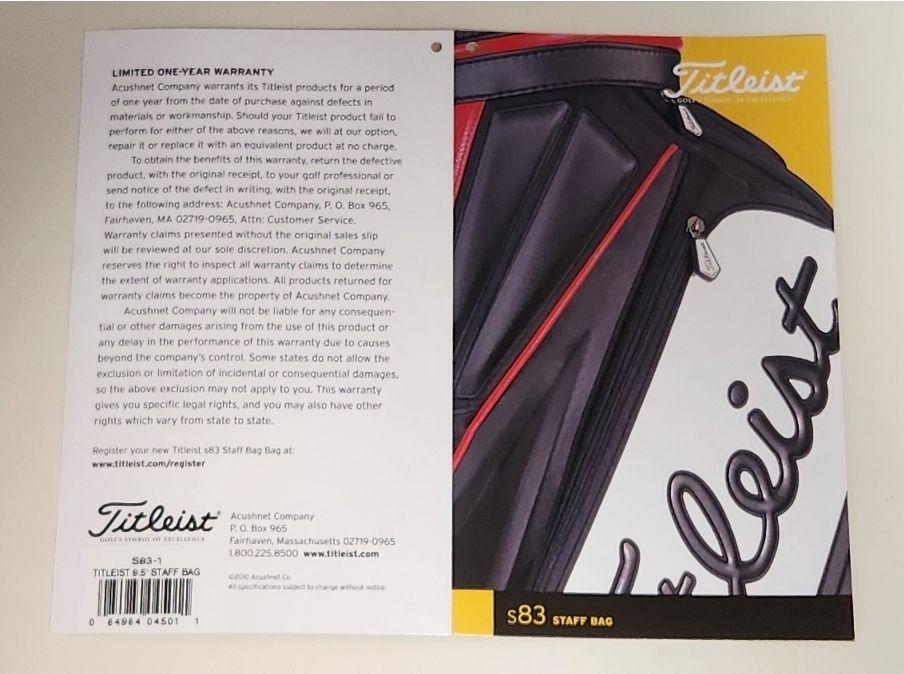 LIMITED ONE-YEAR WARRANTY
Acushnet Company warrants its Titleist products for a period
of one year from the date of purchase against defects in
materials or workmanship. Should your Titleist product fail to
perform for either of the above reasons, we will at our option,
repair it or replace it with an equivalent product at no charge.
To obtain the benefits of this warranty, return the defective
product, with the original receipt, to your golf professional or
send notice of the defect in writing, with the original receipt,
to the following address: Acushnet Company, P. O. Box 965,
Fairhaven, MA 02719-0965, Attn: Customer Service.
Warranty claims presented without the original sales slip
will be reviewed at our sole discretion. Acushnet Company
reserves the right to inspect all warranty claims to determine
the extent of warranty applications. All products returned for
warranty claims become the property of Acushnet Company.
Acushnet Company will not be liable for any consequen-
tial or other damages arising from the use of this product or
any delay in the performance of this warranty due to causes
beyond the company's control. Some states do not allow the
exclusion or limitation of incidental or consequential damages,
so the above exclusion may not apply to you. This warranty
gives you specific legal rights, and you may also have other
rights which vary from state to state.
Register your new Titleist s83 Staff Bag Bag at:
www.titleist.com/register
Titleist®
GOLF'S SYMBOL OF EXCELLENCE
Acushnet Company
P. O. Box 965
Fairhaven, Massachusetts 02719-0965
1.800.225.8500 www.titleist.com
©2010 Acushnet Co.
All specifications subject to change without notice.
SB3-1
TITLEIST 9.5" STAFF BAG
0 84984 04501 1
Titleist®
GOLF'S SYMBOL OF EXCELLENCE
Titleist
Titleist
tleist
s83 STAFF BAG